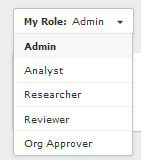 My Role: Admin
Admin
Analyst
Researcher
Reviewer
Org Approver